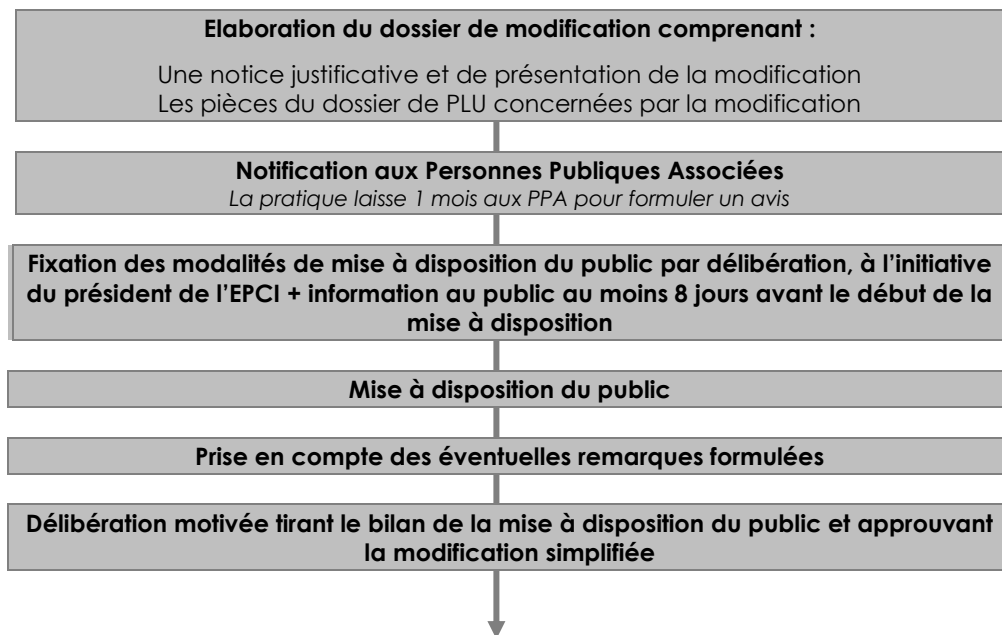 Elaboration du dossier de modification comprenant :
Une notice justificative et de présentation de la modification
Les pièces du dossier de PLU concernées par la modification
Notification aux Personnes Publiques Associées
La pratique laisse 1 mois aux PPA pour formuler un avis
Fixation des modalités de mise à disposition du public par délibération, à l’initiative
du président de l’EPCI + information au public au moins 8 jours avant le début de la
mise à disposition
Mise à disposition du public
Prise en compte des éventuelles remarques formulées
Délibération motivée tirant le bilan de la mise à disposition du public et approuvant
la modification simplifiée